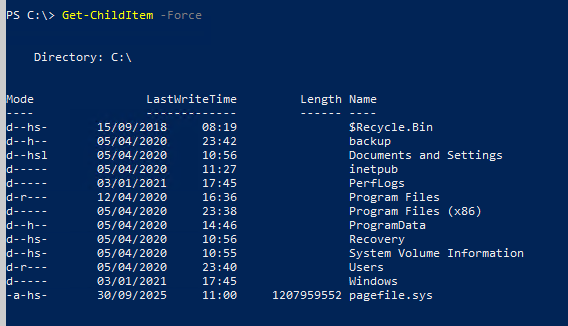 PS C:\> Get-ChildItem -Force
Directory: C:\
Mode LastWriteTime Length Name
---- ------------- ------ ----
d--hs- 15/09/2018 08:19 $Recycle.Bin
d--h-- 05/04/2020 23:42 backup
d--hsl 05/04/2020 10:56 Documents and Settings
d----- 05/04/2020 11:27 inetpub
d----- 03/01/2021 17:45 PerfLogs
d-r--- 12/04/2020 16:36 Program Files
d----- 05/04/2020 23:38 Program Files (x86)
d--h-- 05/04/2020 14:46 ProgramData
d--hs- 05/04/2020 10:56 Recovery
d--hs- 05/04/2020 10:55 System Volume Information
d-r--- 05/04/2020 23:40 Users
d----- 03/01/2021 17:45 Windows
-a-hs- 30/09/2025 11:00 1207959552 pagefile.sys